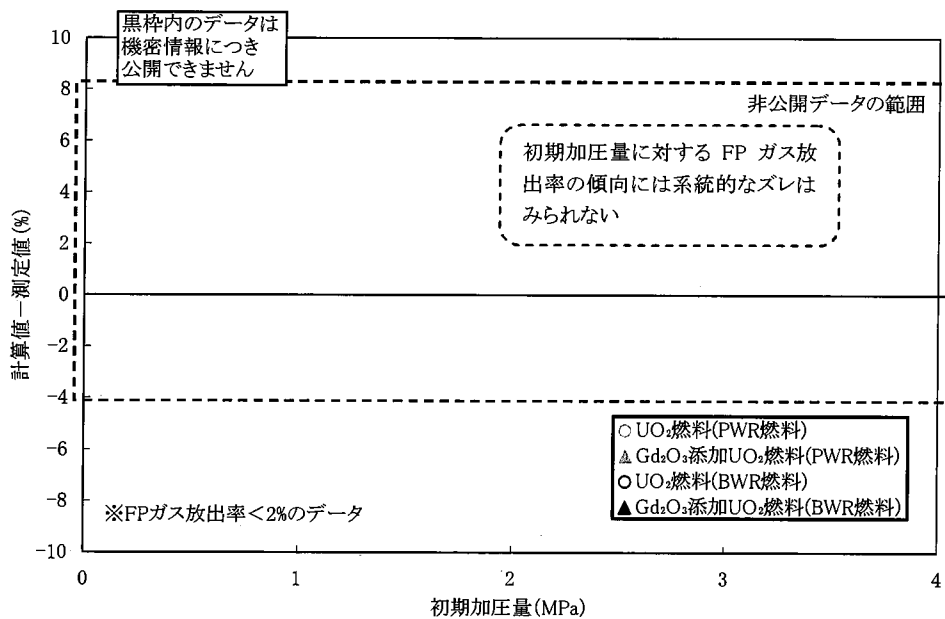 黒枠内のデータは
機密情報につき
公開できません
非公開データの範囲
初期加圧量に対する FP ガス放
出率の傾向には系統的なズレは
みられない
計算値－測定値(%)
10
8
6
4
2
0
-2
-4
-6
-8
-10
○UO₂燃料(PWR燃料)
▲Gd₂O₃添加UO₂燃料(PWR燃料)
○UO₂燃料(BWR燃料)
▲Gd₂O₃添加UO₂燃料(BWR燃料)
※FPガス放出率<2%のデータ
0 1 2 3 4
初期加圧量(MPa)